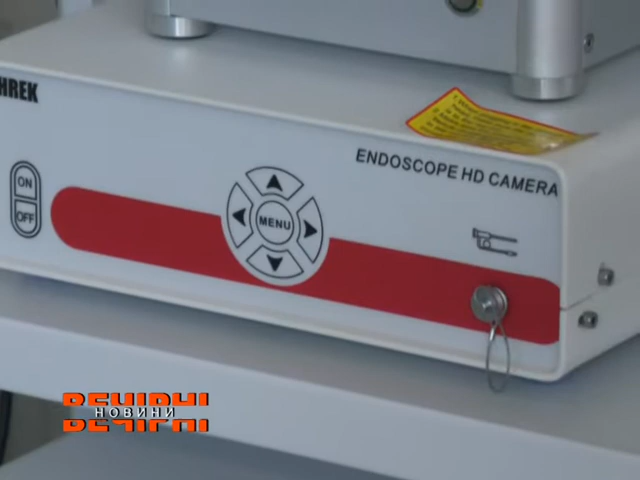 HREK
ENDOSCOPE HD CAMERA
ON
OFF
MENU
ВЕЧІРНІ
НОВИНИ